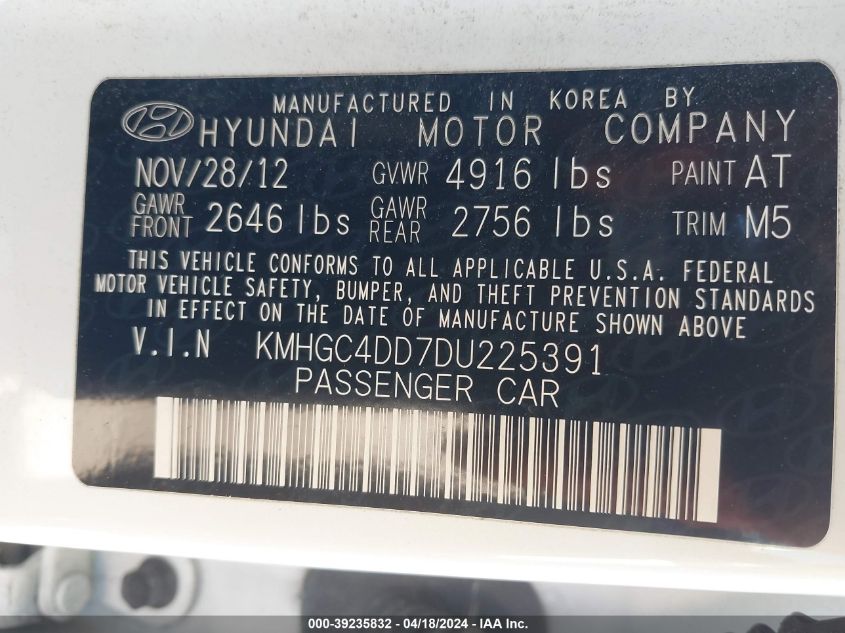 MANUFACTURED IN KOREA BY
HYUNDAI MOTOR COMPANY
NOV/28/12 GVWR 4916 lbs PAINT AT
GAWR FRONT 2646 lbs GAWR REAR 2756 lbs TRIM M5
THIS VEHICLE CONFORMS TO ALL APPLICABLE U.S.A. FEDERAL
MOTOR VEHICLE SAFETY, BUMPER, AND THEFT PREVENTION STANDARDS
IN EFFECT ON THE DATE OF MANUFACTURE SHOWN ABOVE
V.I.N KMHGC4DD7DU225391
PASSENGER CAR
000-39235832 - 04/18/2024 - IAA Inc.